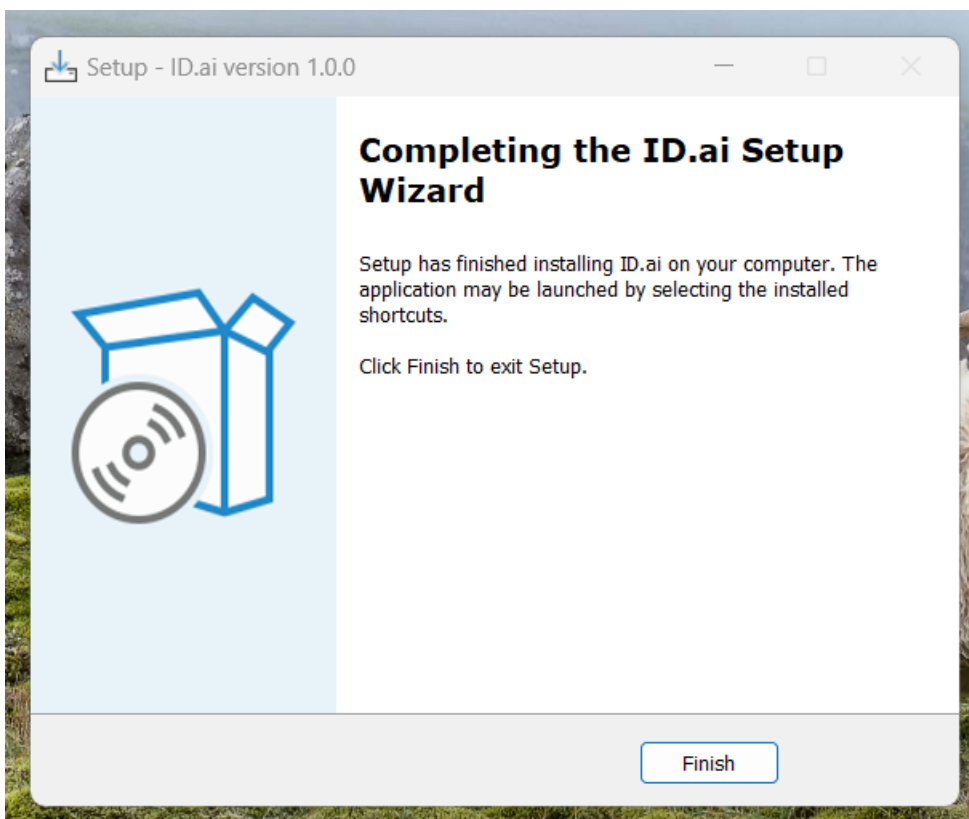 Setup - ID.ai version 1.0.0
Completing the ID.ai Setup
Wizard
Setup has finished installing ID.ai on your computer. The
application may be launched by selecting the installed
shortcuts.
Click Finish to exit Setup.
Finish